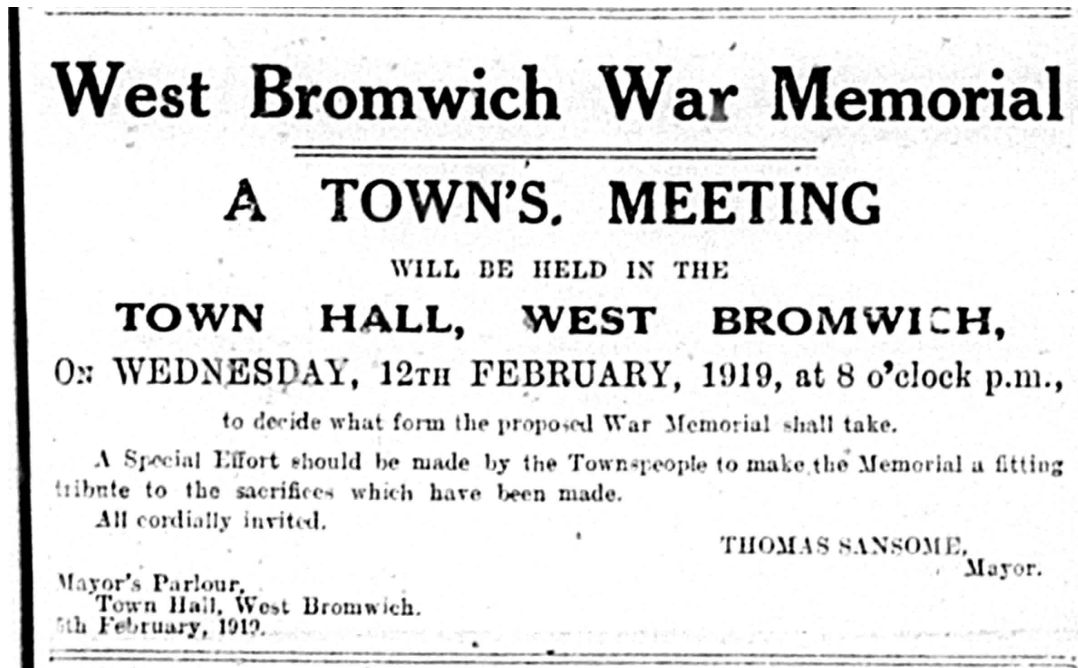 West Bromwich War Memorial
A TOWN'S. MEETING
WILL BE HELD IN THE
TOWN HALL, WEST BROMWICH,
On WEDNESDAY, 12TH FEBRUARY, 1919, at 8 o'clock p.m.,
to decide what form the proposed War Memorial shall take.
A Special Effort should be made by the Townspeople to make the Memorial a fitting
tribute to the sacrifices which have been made.
All cordially invited.
THOMAS SANSOME,
Mayor.
Mayor's Parlour,
Town Hall, West Bromwich.
5th February, 1919.